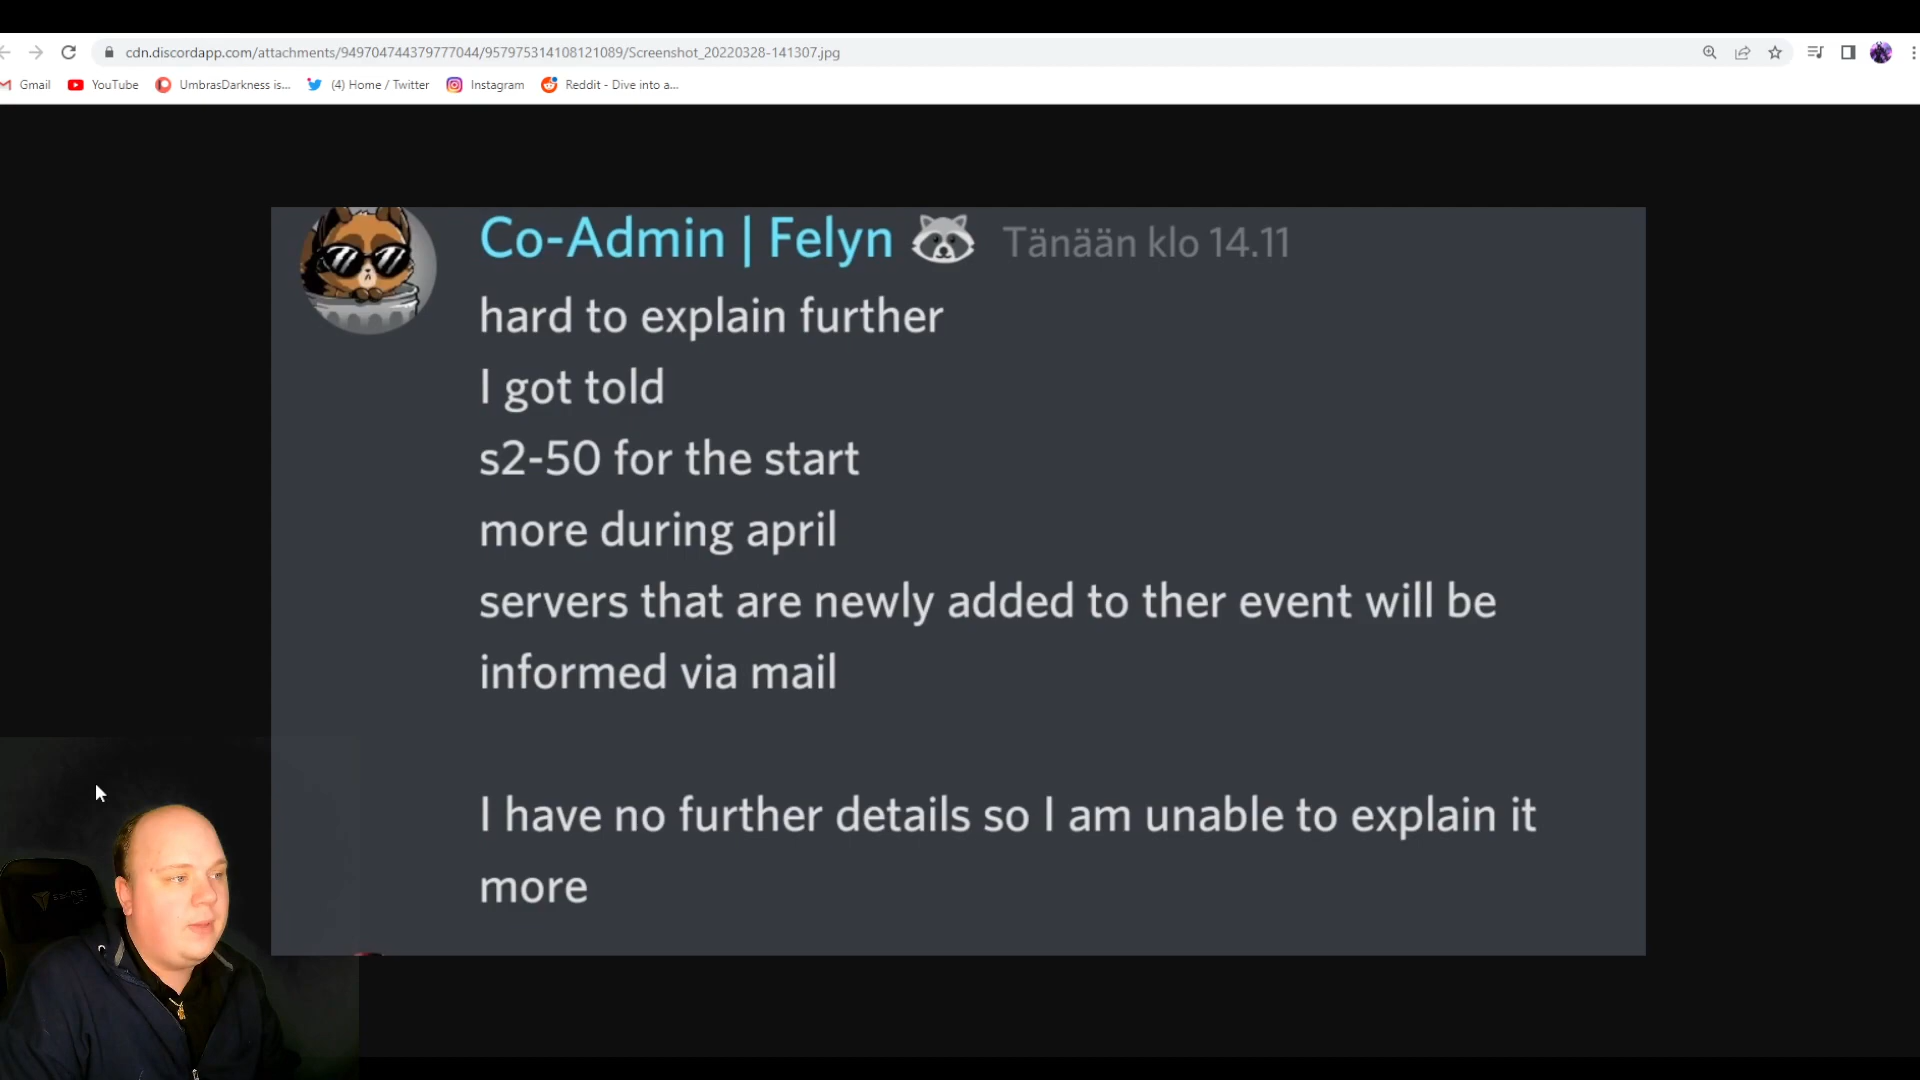 cdn.discordapp.com/attachments/949704744379777044/957975314108121089/Screenshot_20220328-141307.jpg
Gmail YouTube UmbrasDarkness is... (4) Home / Twitter Instagram Reddit - Dive into a...
Co-Admin | Felyn 🦝 Tänään klo 14.11
hard to explain further
I got told
s2-50 for the start
more during april
servers that are newly added to ther event will be
informed via mail
I have no further details so I am unable to explain it
more